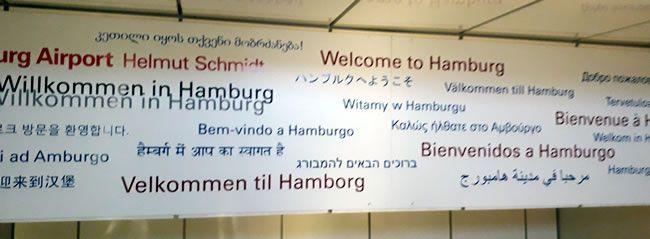 კეთილი იყოს თქვენი მობრძანება!
urg Airport Helmut Schmidt
Welcome to Hamburg
Willkommen in Hamburg
ハンブルクへようこそ
Välkommen till Hamburg
Добро пожалов
Willkommen in Hamburg
Witamy w Hamburgu
Tervetuloa
Bienvenue à H
르크 방문을 환영합니다.
Bem-vindo a Hamburgo
Καλώς ήλθατε στο Αμβούργο
Welkom in H
i ad Amburgo
हैम्बर्ग में आप का स्वागत है
ברוכים הבאים להמבורג
Bienvenidos a Hamburgo
Hamburg
迎来到汉堡
Velkommen til Hamborg
مرحبا في مدينة هامبورج